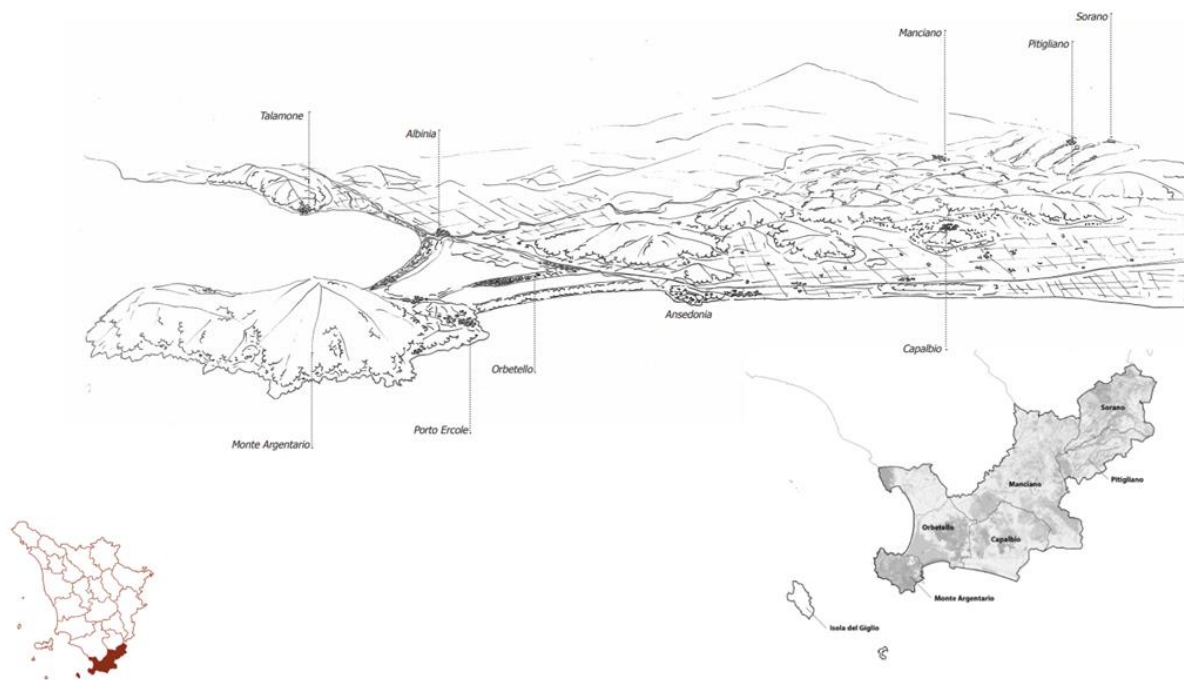 Sorano
Manciano
Pitigliano
Talamone
Albinia
Ansedonia
Capalbio
Orbetello
Porto Ercole
Monte Argentario
Sorano
Pitigliano
Manciano
Orbetello
Capalbio
Monte Argentario
Isola del Giglio